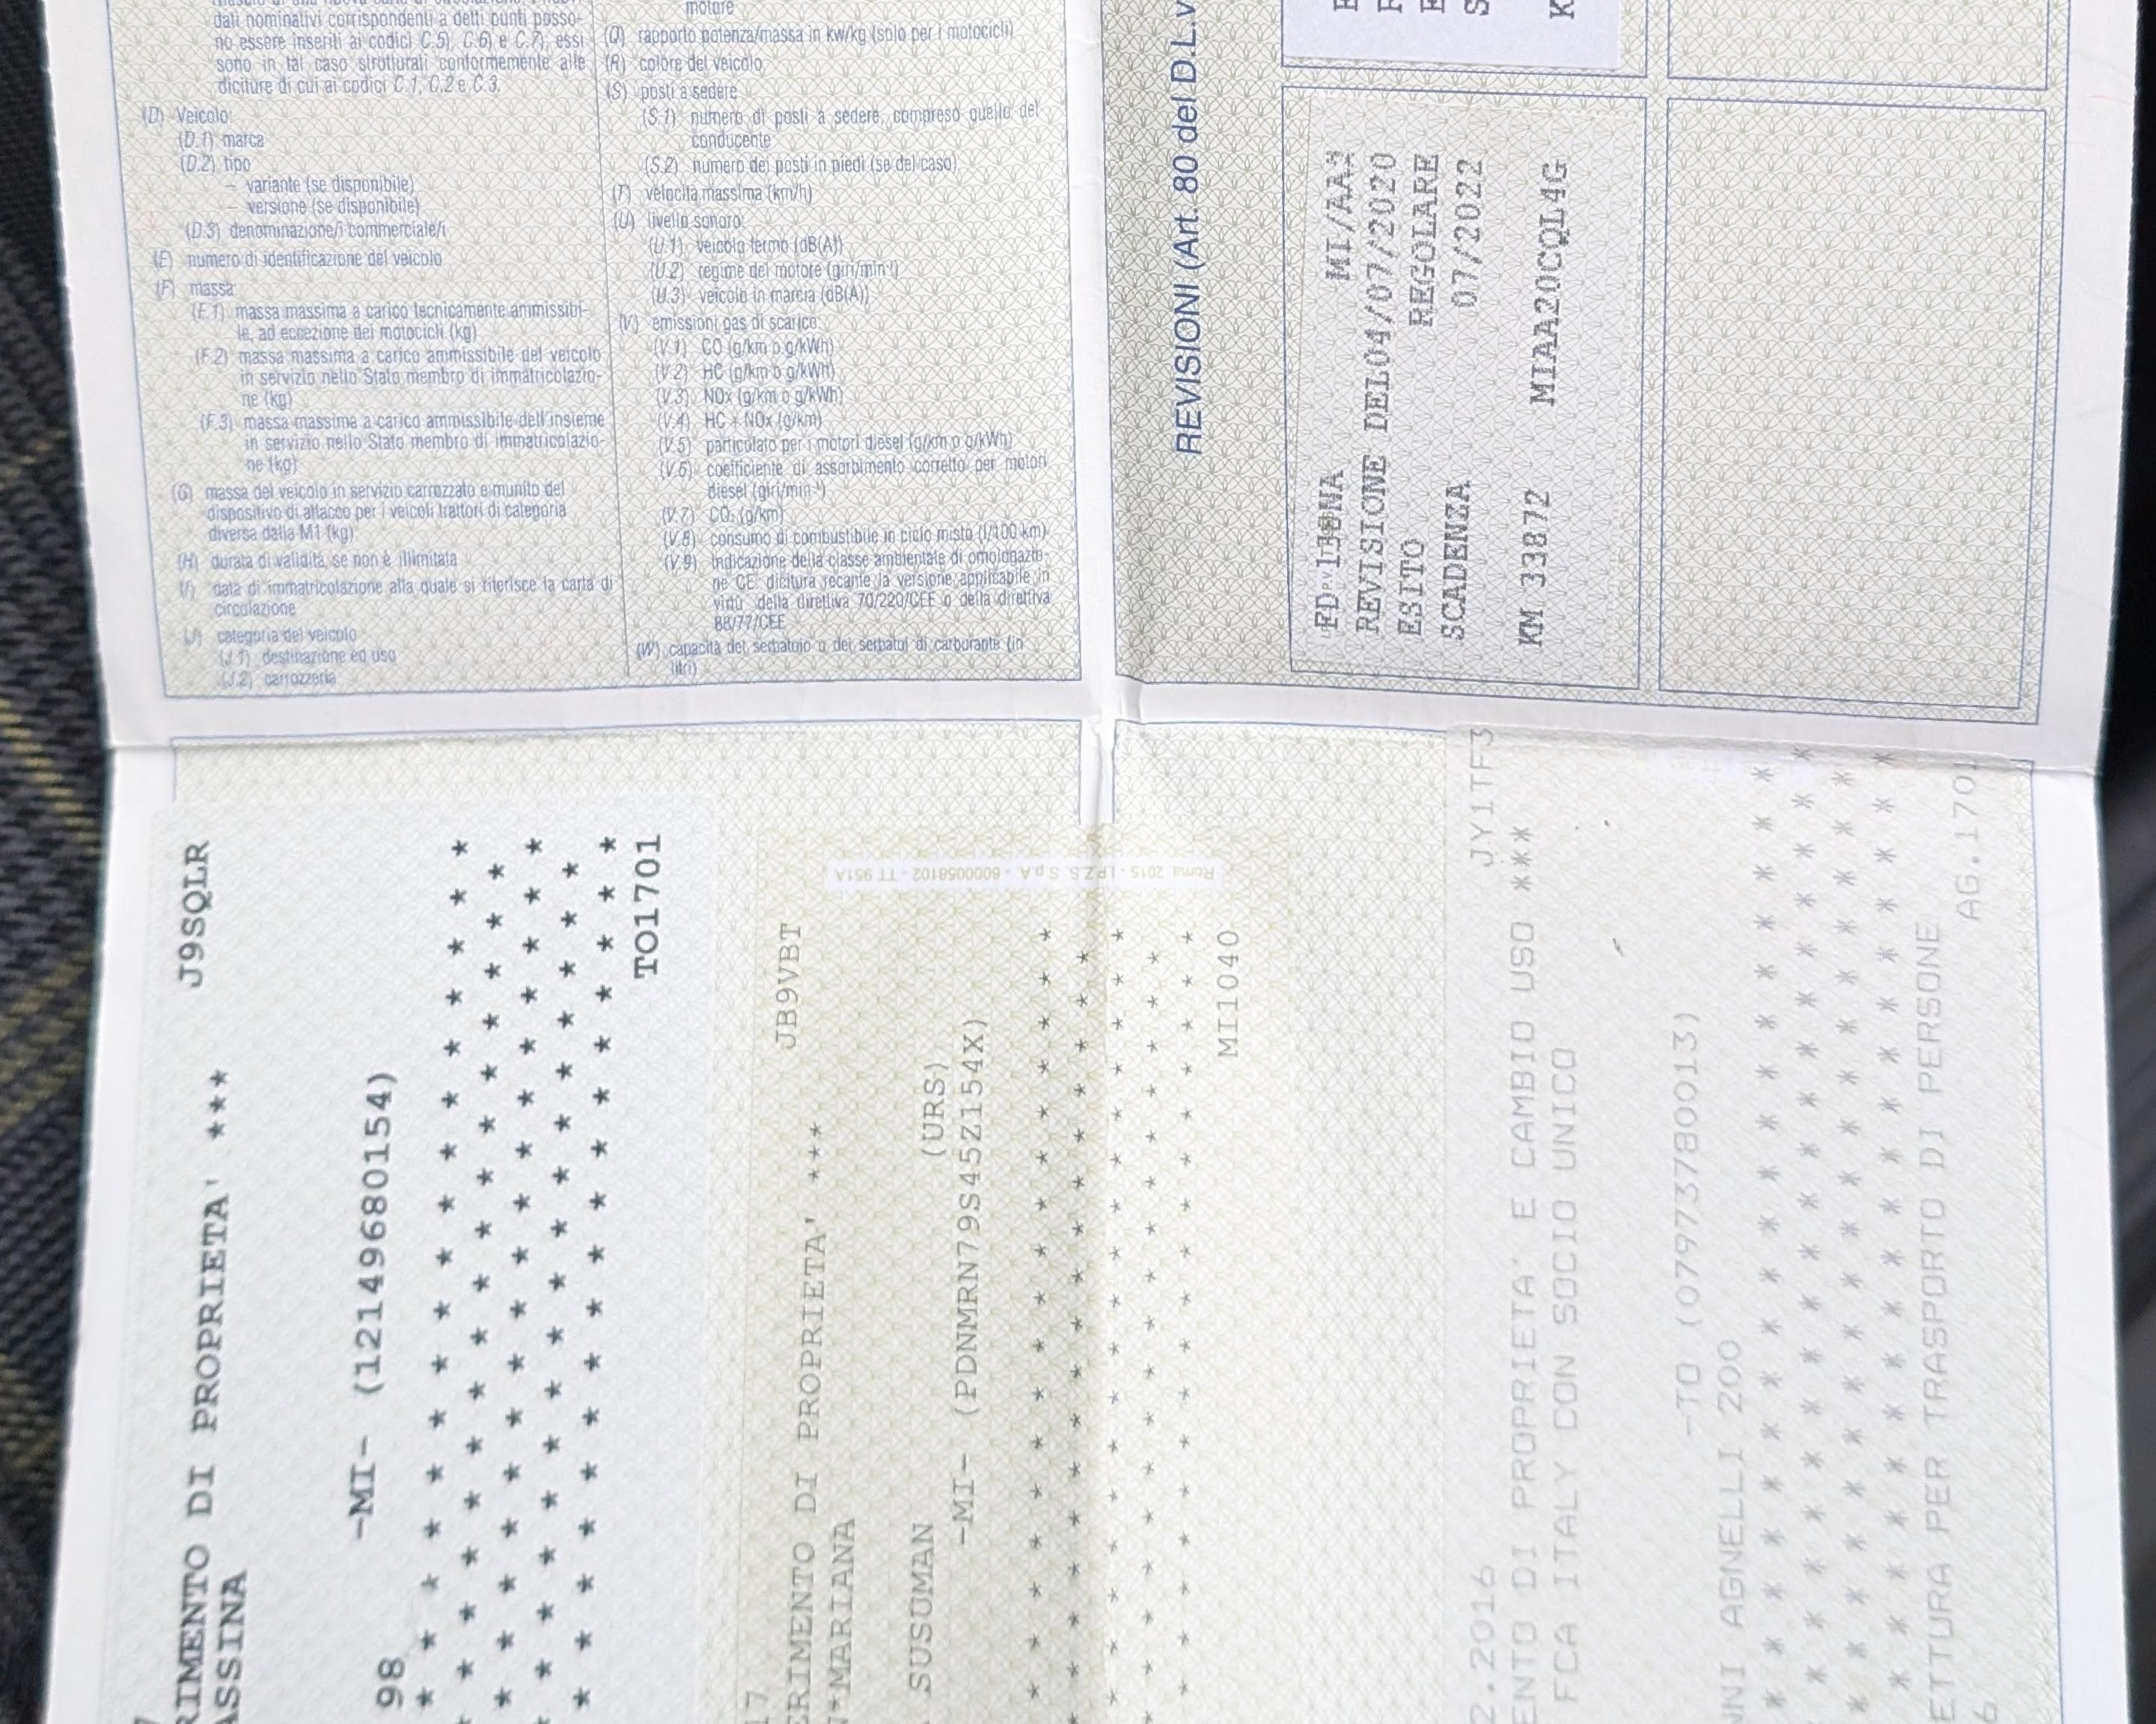 dati nominativi corrispondenti a detti punti posso-
no essere inseriti ai codici C.5), C.6) e C.7), essi
sono in tal caso strutturati conformemente alle
diciture di cui ai codici C.1, C.2 e C.3.
(D) Veicolo:
(D.1) marca
(D.2) tipo
– variante (se disponibile)
– versione (se disponibile)
(D.3) denominazione/i commerciale/i
(E) numero di identificazione del veicolo
(F) massa:
(F.1) massa massima a carico tecnicamente ammissibi-
le, ad eccezione dei motocicli (kg)
(F.2) massa massima a carico ammissibile del veicolo
in servizio nello Stato membro di immatricolazio-
ne (kg)
(F.3) massa massima a carico ammissibile dell'insieme
in servizio nello Stato membro di immatricolazio-
ne (kg)
(G) massa del veicolo in servizio carrozzato e munito del
dispositivo di attacco per i veicoli trattori di categoria
diversa dalla M1 (kg)
(H) durata di validità, se non è illimitata
(I) data di immatricolazione alla quale si riferisce la carta di
circolazione
(J) categoria del veicolo
(J.1) destinazione ed uso
(J.2) carrozzeria
motore
(Q) rapporto potenza/massa in kw/kg (solo per i motocicli)
(R) colore del veicolo
(S) posti a sedere
(S.1) numero di posti a sedere, compreso quello del
conducente
(S.2) numero dei posti in piedi (se del caso)
(T) velocità massima (km/h)
(U) livello sonoro:
(U.1) veicolo fermo (dB(A))
(U.2) regime del motore (giri/min⁻¹)
(U.3) veicolo in marcia (dB(A))
(V) emissioni gas di scarico:
(V.1) CO (g/km o g/kWh)
(V.2) HC (g/km o g/kWh)
(V.3) NOx (g/km o g/kWh)
(V.4) HC + NOx (g/km)
(V.5) particolato per i motori diesel (g/km o g/kWh)
(V.6) coefficiente di assorbimento corretto per motori
diesel (giri/min⁻¹)
(V.7) CO₂ (g/km)
(V.8) consumo di combustibile in ciclo misto (l/100 km)
(V.9) indicazione della classe ambientale di omologazio-
ne CE; dicitura recante la versione applicabile in
virtù della direttiva 70/220/CEE o della direttiva
88/77/CEE
(W) capacità del serbatoio o dei serbatoi di carburante (in
litri)
REVISIONI (Art. 80 del D.L.v
MI/AA
REVISIONE DEL04/07/2020
ESITO REGOLARE
SCADENZA 07/2022
KM 33872 MIAA20CQL4G
J9SQLR
RIMENTO DI PROPRIETA' ***
ASSINA
-MI- (12149680154)
98
TO1701
17 JB9VBT
ERIMENTO DI PROPRIETA' ***
N*MARIANA
SUSUMAN (URS)
-MI- (PDNMRN79S45Z154X)
MI1040
Roma, 2015 - I.P.Z.S. S.p.A. - 6000058102 - TT 951A
2.2016 JY1TF3
ENTO DI PROPRIETA' E CAMBIO USO ***
FCA ITALY CON SOCIO UNICO
-TO (07973780013)
NNI AGNELLI 200
ETTURA PER TRASPORTO DI PERSONE
6 AG.1701